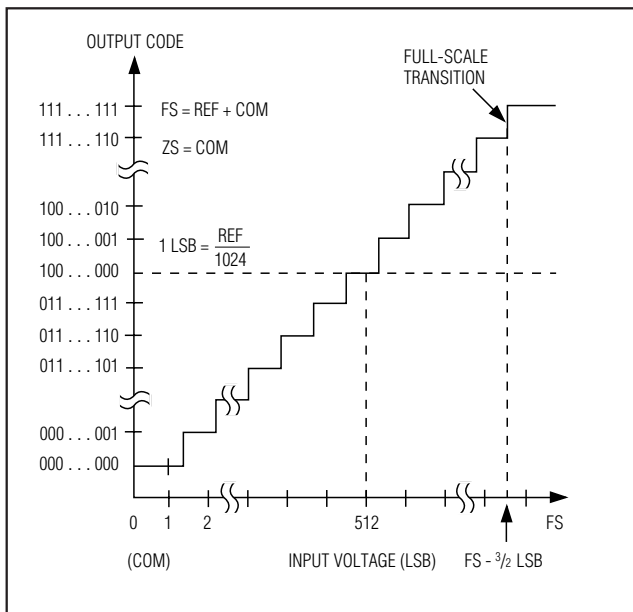 OUTPUT CODE
FULL-SCALE
TRANSITION
111 . . . 111
FS = REF + COM
111 . . . 110
ZS = COM
100 . . . 010
100 . . . 001
1 LSB = REF
1024
100 . . . 000
011 . . . 111
011 . . . 110
011 . . . 101
000 . . . 001
000 . . . 000
0 1 2 512 FS
(COM) INPUT VOLTAGE (LSB) FS - 3/2 LSB